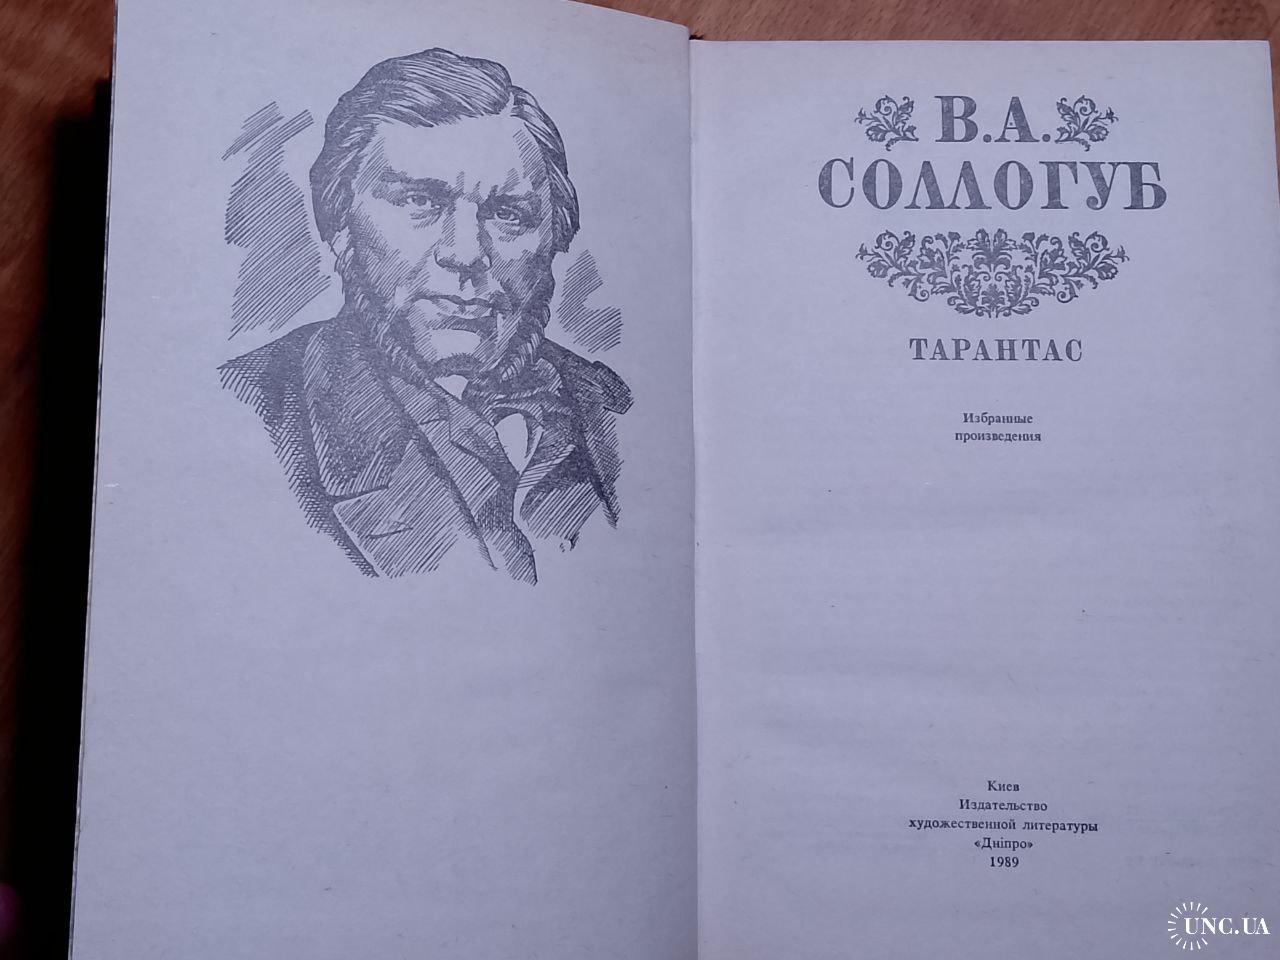 В.А.
СОЛЛОГУБ
ТАРАНТАС
Избранные
произведения
Киев
Издательство
художественной литературы
«Дніпро»
1989
UNC.UA